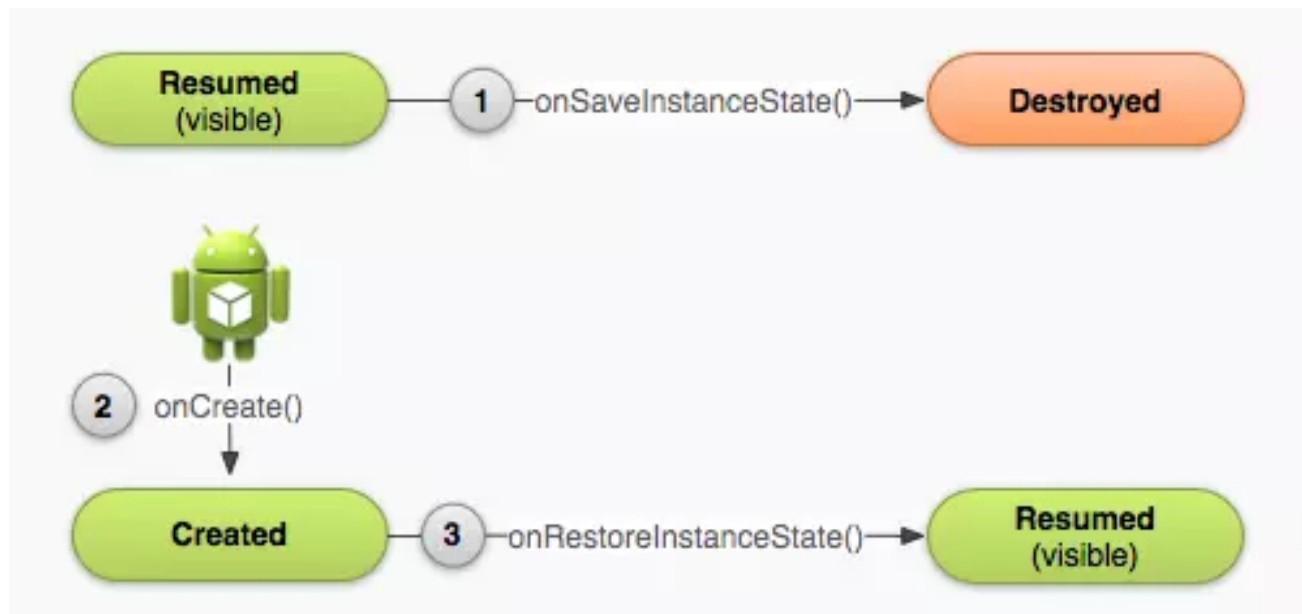 Resumed
(visible)
1
onSaveInstanceState()
Destroyed
2
onCreate()
Created
3
onRestoreInstanceState()
Resumed
(visible)